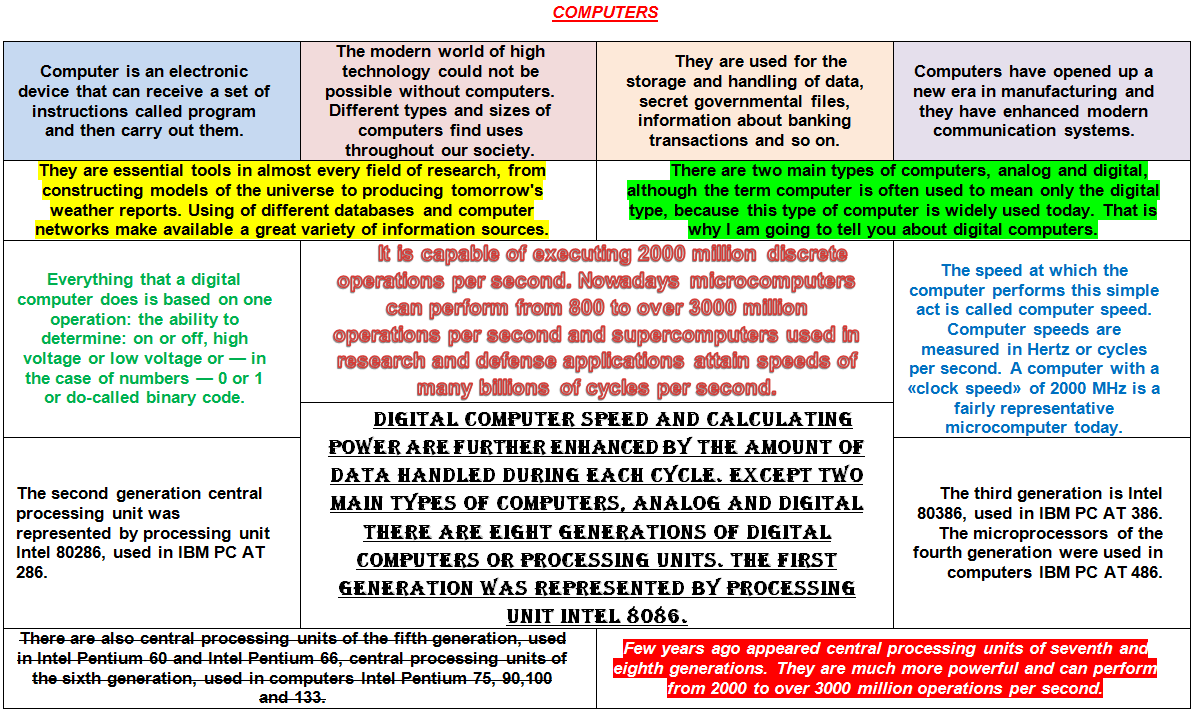 COMPUTERS
Computer is an electronic
device that can receive a set of
instructions called program
and then carry out them.
The modern world of high
technology could not be
possible without computers.
Different types and sizes of
computers find uses
throughout our society.
They are used for the
storage and handling of data,
secret governmental files,
information about banking
transactions and so on.
Computers have opened up a
new era in manufacturing and
they have enhanced modern
communication systems.
They are essential tools in almost every field of research, from
constructing models of the universe to producing tomorrow's
weather reports. Using of different databases and computer
networks make available a great variety of information sources.
There are two main types of computers, analog and digital,
although the term computer is often used to mean only the digital
type, because this type of computer is widely used today. That is
why I am going to tell you about digital computers.
Everything that a digital
computer does is based on one
operation: the ability to
determine: on or off, high
voltage or low voltage or — in
the case of numbers — 0 or 1
or do-called binary code.
It is capable of executing 2000 million discrete
operations per second. Nowadays microcomputers
can perform from 800 to over 3000 million
operations per second and supercomputers used in
research and defense applications attain speeds of
many billions of cycles per second.
The speed at which the
computer performs this simple
act is called computer speed.
Computer speeds are
measured in Hertz or cycles
per second. A computer with a
«clock speed» of 2000 MHz is a
fairly representative
microcomputer today.
DIGITAL COMPUTER SPEED AND CALCULATING
POWER ARE FURTHER ENHANCED BY THE AMOUNT OF
DATA HANDLED DURING EACH CYCLE. EXCEPT TWO
MAIN TYPES OF COMPUTERS, ANALOG AND DIGITAL
THERE ARE EIGHT GENERATIONS OF DIGITAL
COMPUTERS OR PROCESSING UNITS. THE FIRST
GENERATION WAS REPRESENTED BY PROCESSING
UNIT INTEL 8086.
The second generation central
processing unit was
represented by processing unit
Intel 80286, used in IBM PC AT
286.
The third generation is Intel
80386, used in IBM PC AT 386.
The microprocessors of the
fourth generation were used in
computers IBM PC AT 486.
There are also central processing units of the fifth generation, used
in Intel Pentium 60 and Intel Pentium 66, central processing units of
the sixth generation, used in computers Intel Pentium 75, 90,100
and 133.
Few years ago appeared central processing units of seventh and
eighth generations. They are much more powerful and can perform
from 2000 to over 3000 million operations per second.